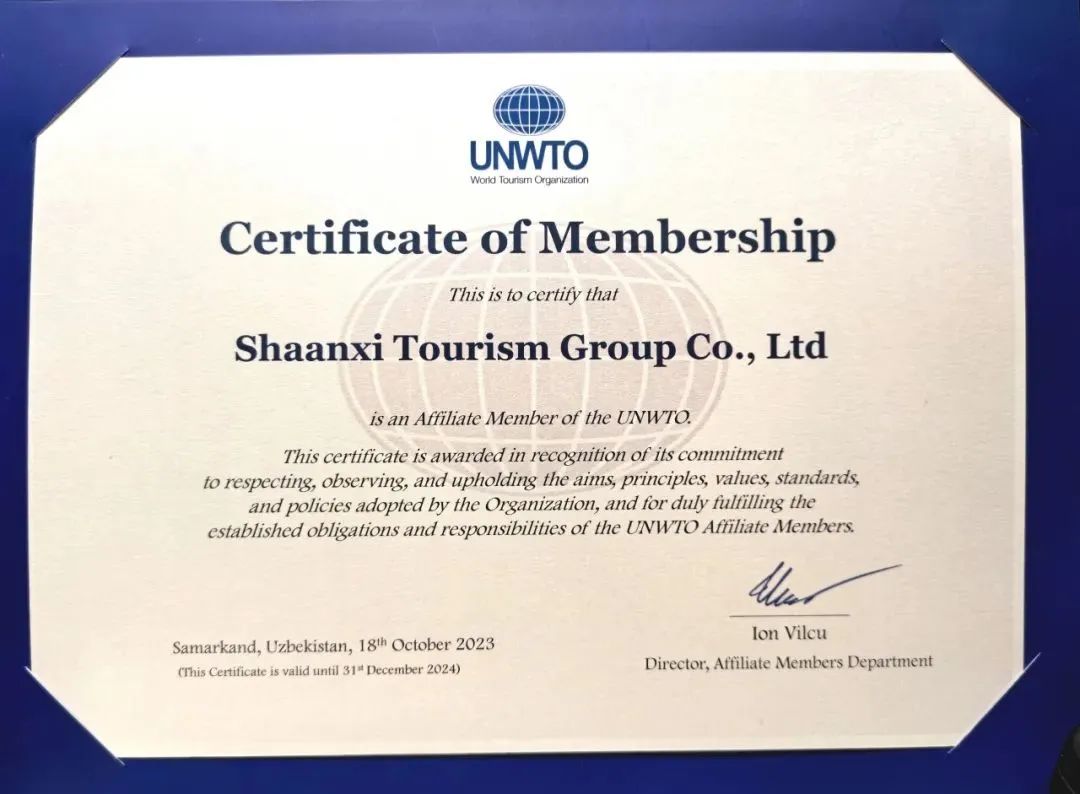 UNWTO
World Tourism Organization
Certificate of Membership
This is to certify that
Shaanxi Tourism Group Co., Ltd
is an Affiliate Member of the UNWTO.
This certificate is awarded in recognition of its commitment
to respecting, observing, and upholding the aims, principles, values, standards,
and policies adopted by the Organization, and for duly fulfilling the
established obligations and responsibilities of the UNWTO Affiliate Members.
Ion Vilcu
Director, Affiliate Members Department
Samarkand, Uzbekistan, 18th October 2023
(This Certificate is valid until 31st December 2024)